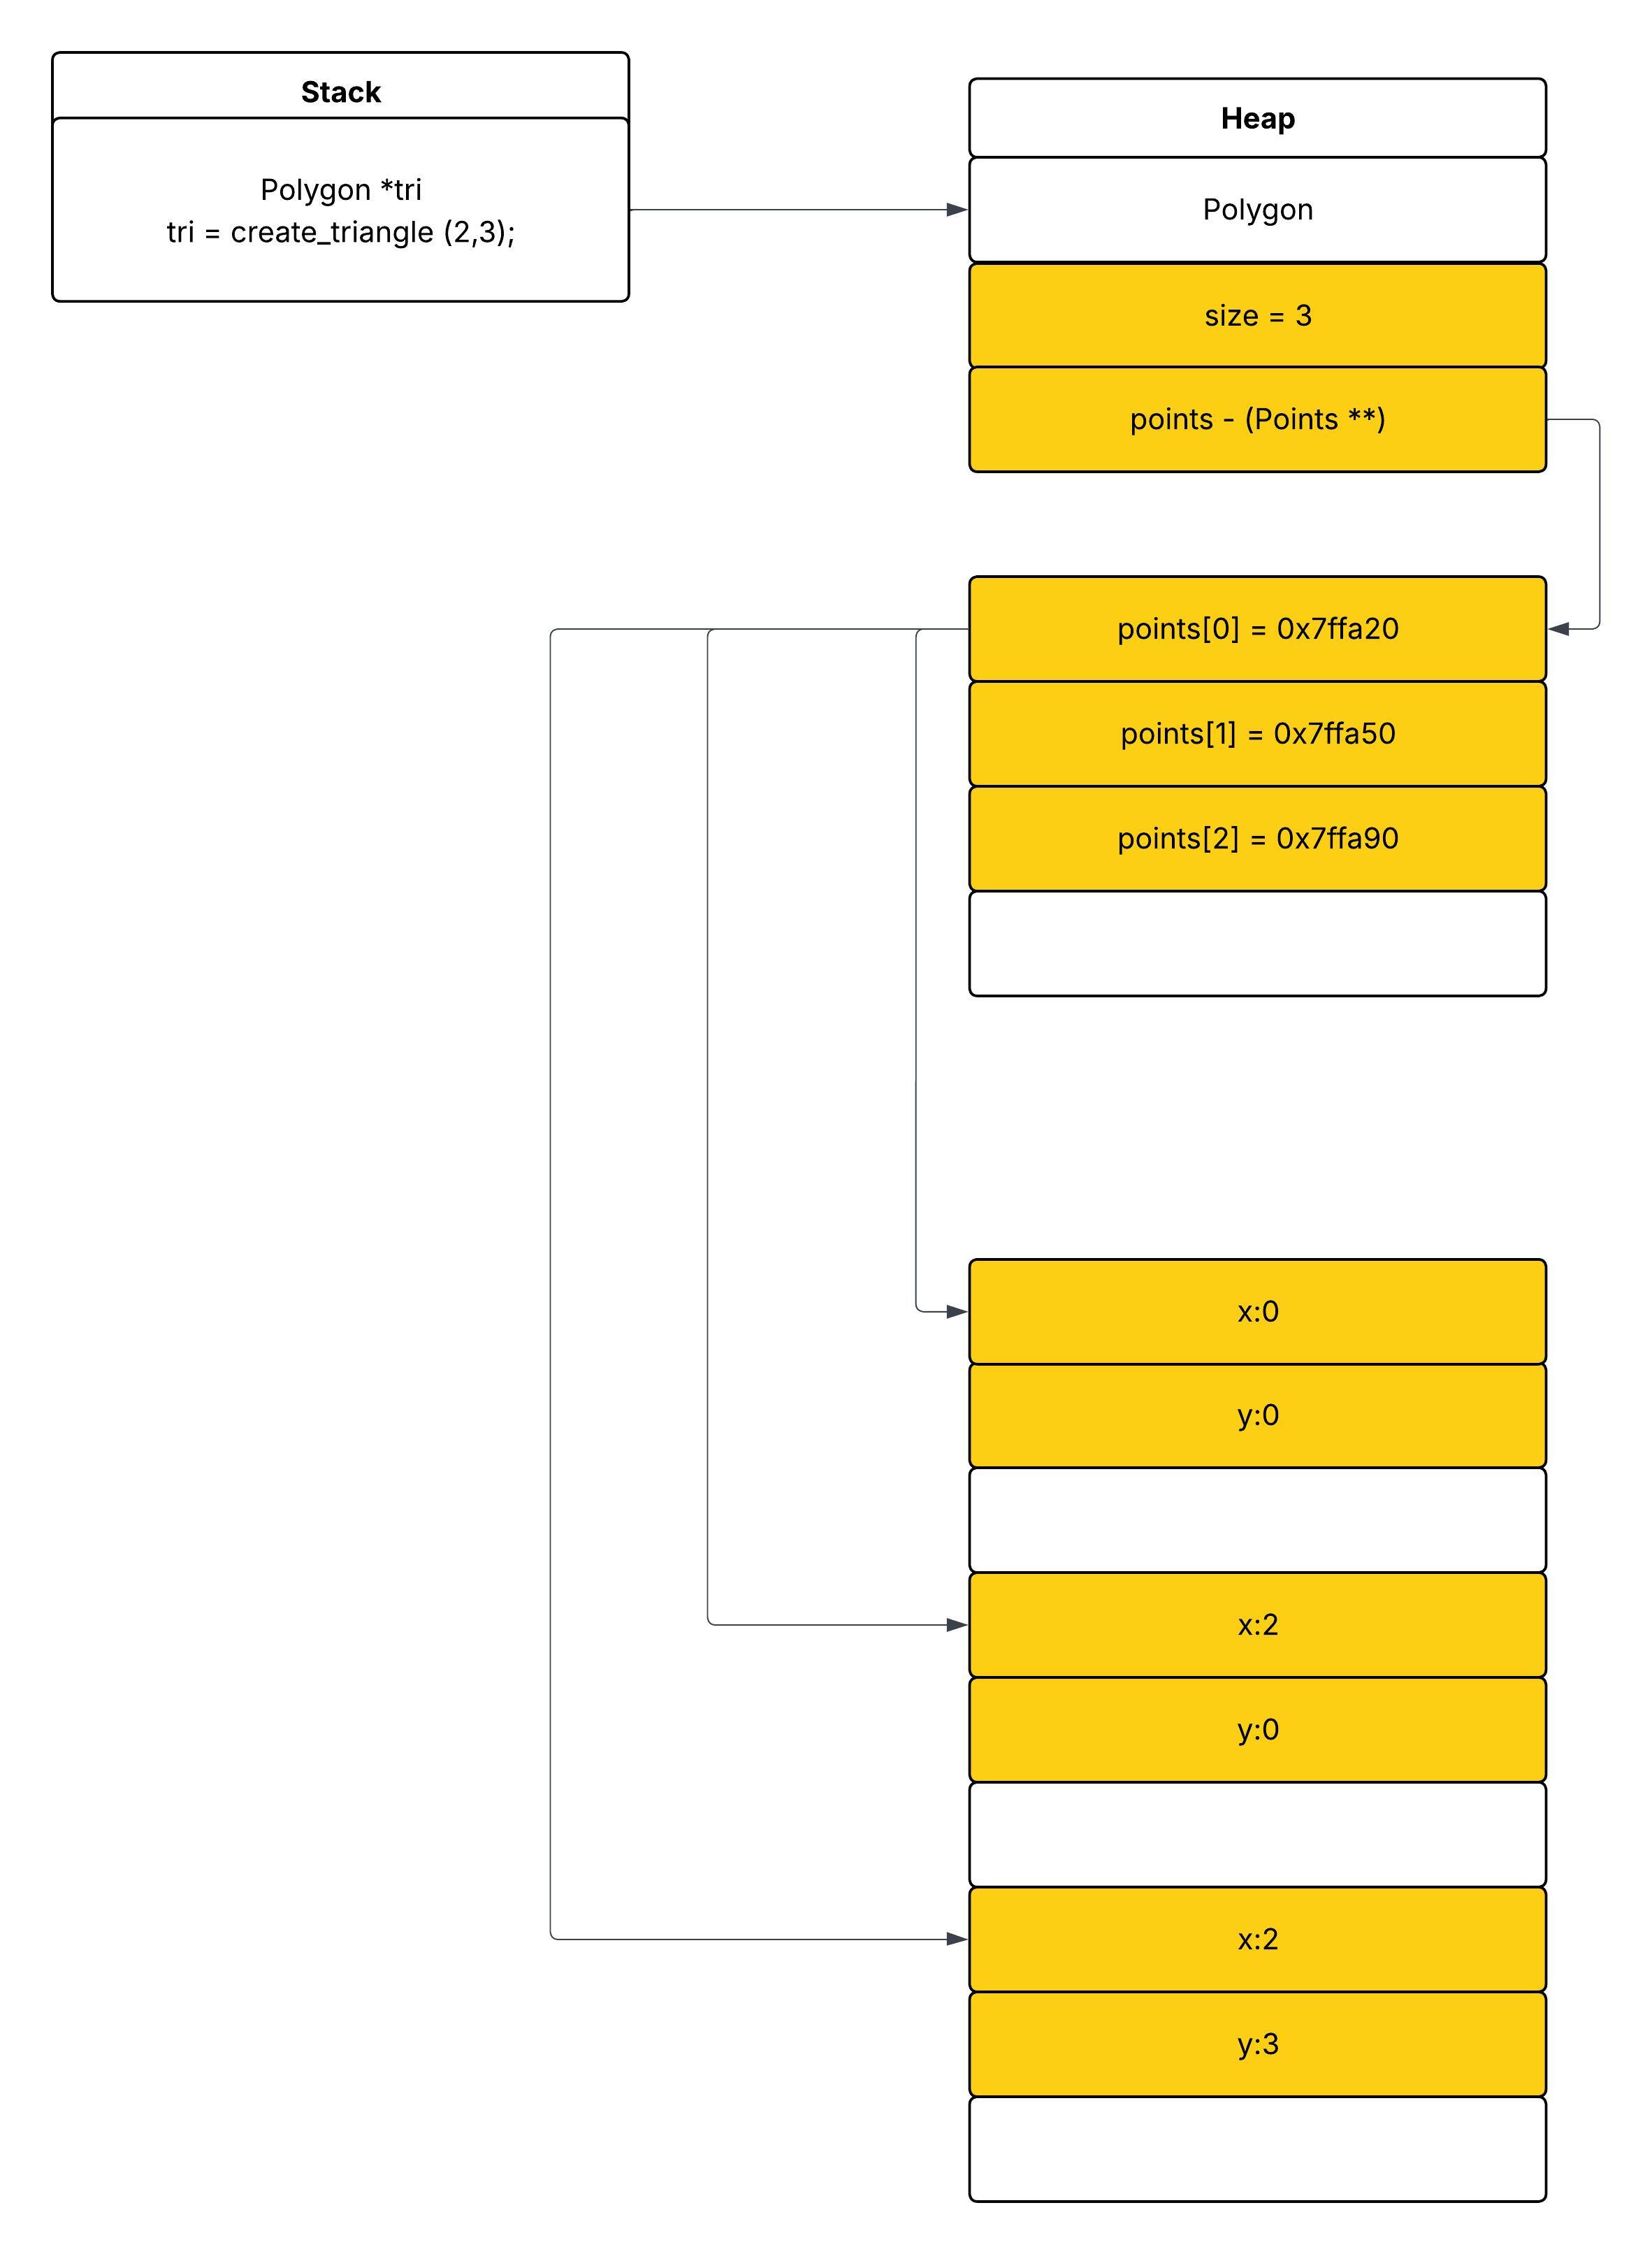 Stack
Polygon *tri
tri = create_triangle (2,3);
Heap
Polygon
size = 3
points - (Points **)
points[0] = 0x7ffa20
points[1] = 0x7ffa50
points[2] = 0x7ffa90
x:0
y:0
x:2
y:0
x:2
y:3